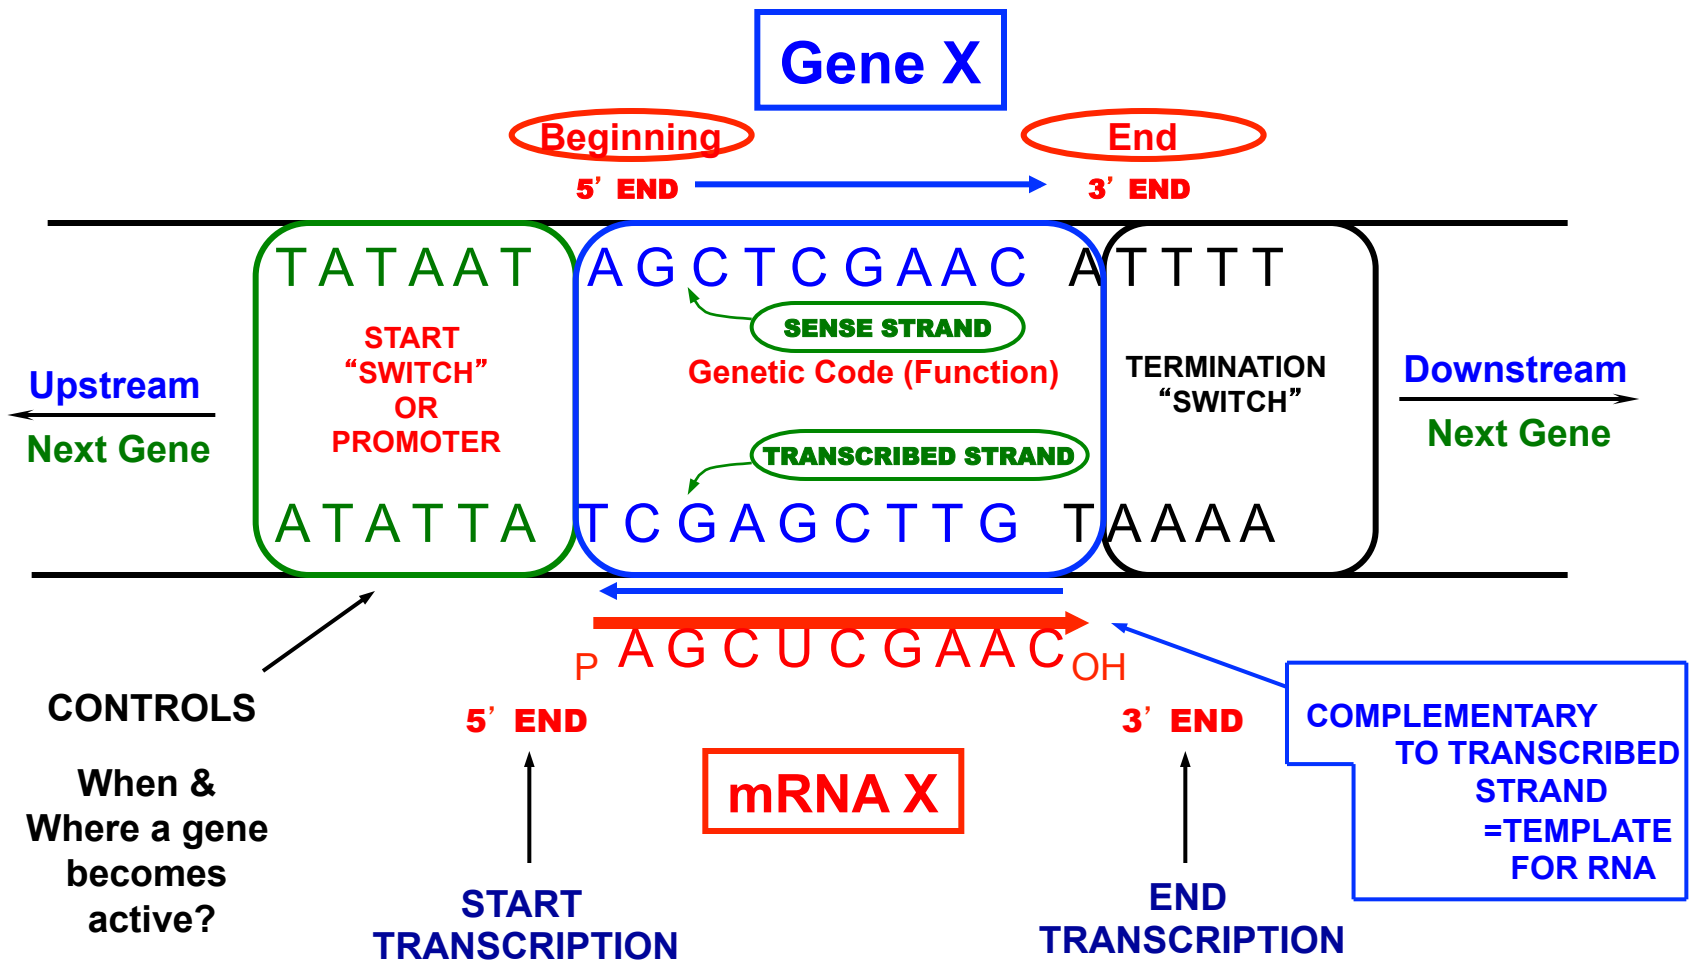 Gene X
Beginning
End
5’ END
3’ END
TATAAT
AGCTCGAAC
ATTTT
SENSE STRAND
START
“SWITCH”
OR
PROMOTER
Genetic Code (Function)
TERMINATION
“SWITCH”
Upstream
Next Gene
Downstream
Next Gene
TRANSCRIBED STRAND
ATATTA
TCGAGCTTG
TAAAA
P
AGCUCGAAC
OH
5’ END
3’ END
CONTROLS
When &
Where a gene
becomes
active?
mRNA X
COMPLEMENTARY
TO TRANSCRIBED
STRAND
=TEMPLATE
FOR RNA
START
TRANSCRIPTION
END
TRANSCRIPTION